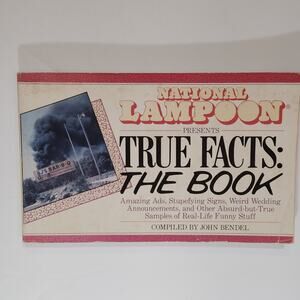 NATIONAL
LAMPOON®
PRESENTS
TRUE FACTS:
THE BOOK
Amazing Ads, Stupefying Signs, Weird Wedding
Announcements, and Other Absurd-but-True
Samples of Real-Life Funny Stuff
COMPILED BY JOHN BENDEL
BAR-B-Q